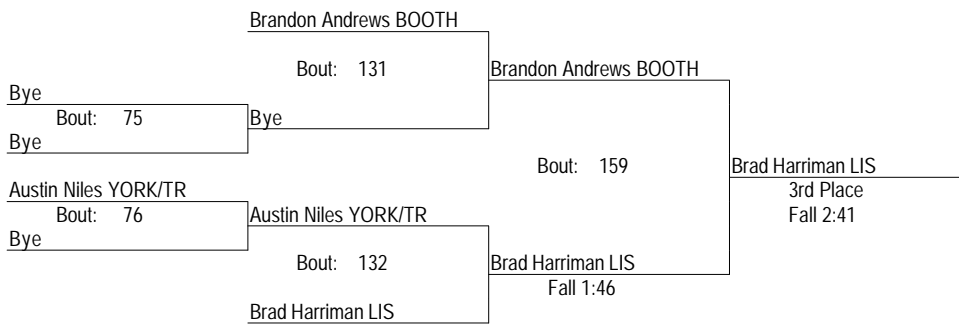 Brandon Andrews BOOTH
Bout: 131
Brandon Andrews BOOTH
Bye
Bout: 75
Bye
Bye
Bout: 159
Brad Harriman LIS
3rd Place
Fall 2:41
Austin Niles YORK/TR
Bout: 76
Austin Niles YORK/TR
Bye
Bout: 132
Brad Harriman LIS
Fall 1:46
Brad Harriman LIS